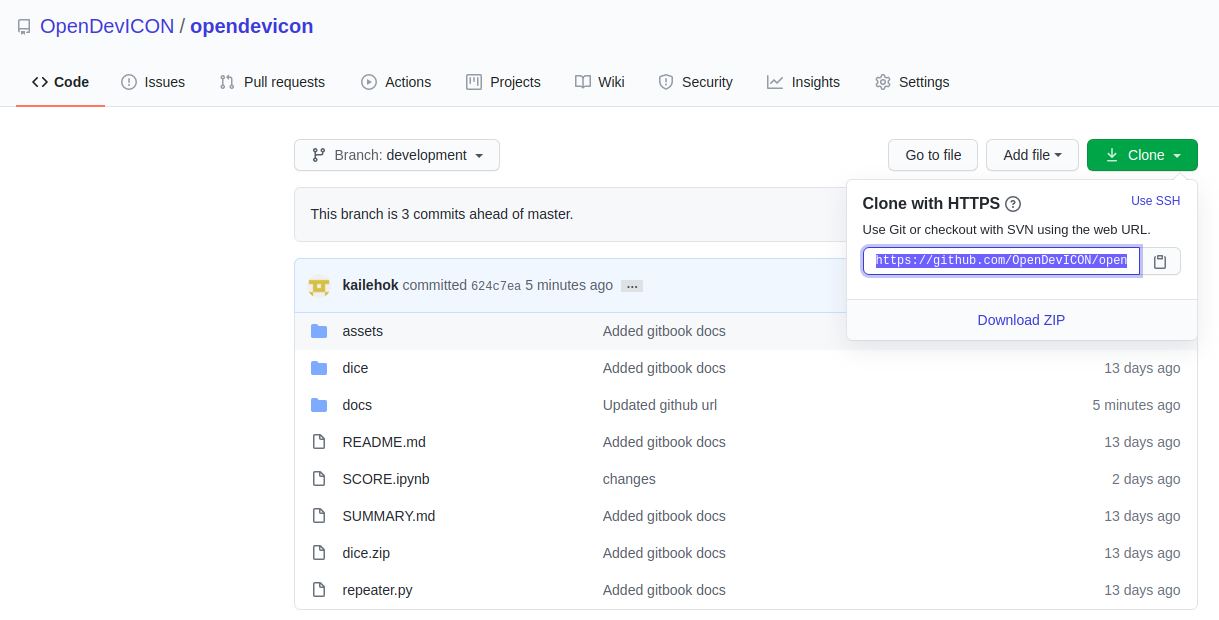 OpenDevICON / opendevicon
Code Issues Pull requests Actions Projects Wiki Security Insights Settings
Branch: development Go to file Add file Clone
This branch is 3 commits ahead of master.
Clone with HTTPS ? Use SSH
Use Git or checkout with SVN using the web URL.
https://github.com/OpenDevICON/open
Download ZIP
kailehok committed 624c7ea 5 minutes ago ...
assets Added gitbook docs
dice Added gitbook docs 13 days ago
docs Updated github url 5 minutes ago
README.md Added gitbook docs 13 days ago
SCORE.ipynb changes 2 days ago
SUMMARY.md Added gitbook docs 13 days ago
dice.zip Added gitbook docs 13 days ago
repeater.py Added gitbook docs 13 days ago